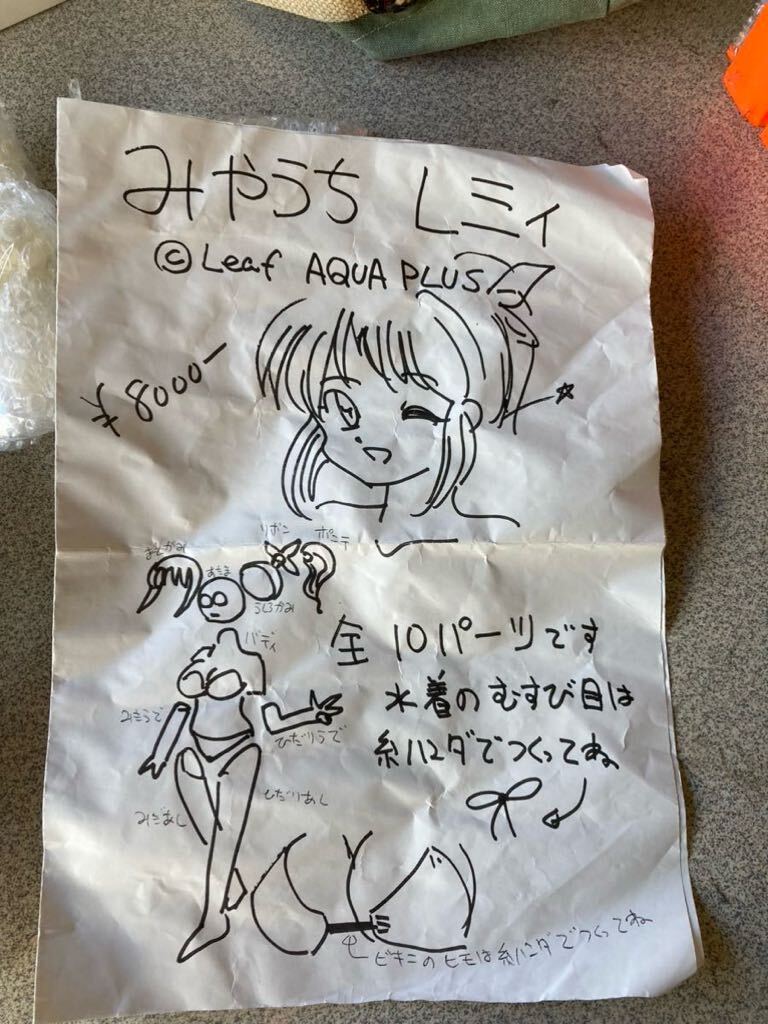 みやうち レミィ
©Leaf AQUA PLUS
¥8000-
リボン
ポニテ
まえがみ
あたま
うしろがみ
バディ
全10パーツです
水着のむすび目は
糸ハンダでつくってね
みぎうで
ひだりうで
ひだりあし
みぎあし
ビキニのヒモは糸ハンダでつくってね